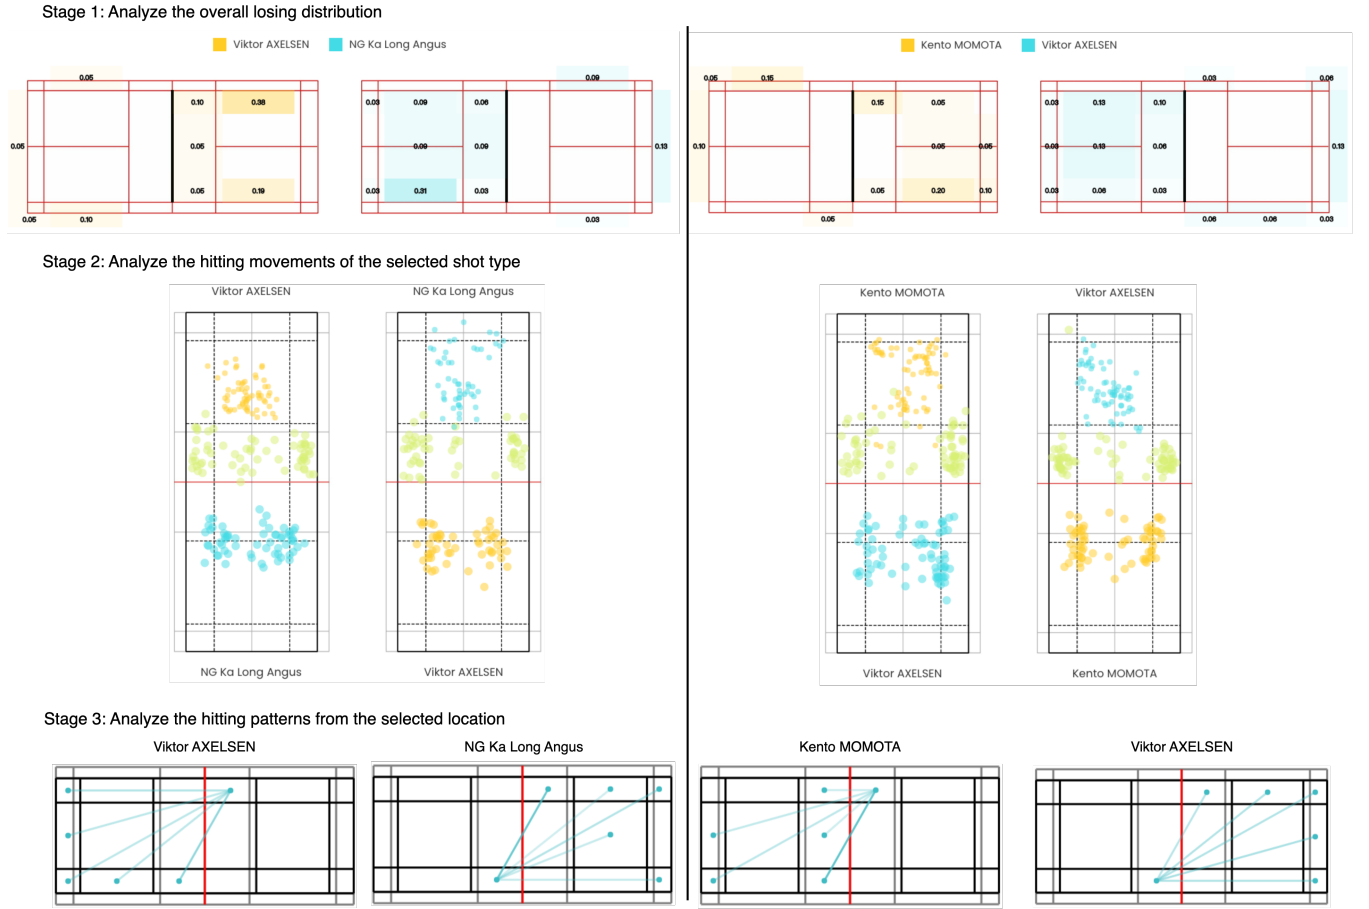 Stage 1: Analyze the overall losing distribution
Viktor AXELSEN NG Ka Long Angus
Kento MOMOTA Viktor AXELSEN
0.05 0.09
0.05 0.15 0.03 0.06
0.10 0.38 0.03 0.09 0.06
0.15 0.05 0.03 0.13 0.10
0.05 0.05 0.09 0.09 0.13
0.10 0.05 0.05 0.03 0.13 0.06 0.13
0.05 0.19 0.03 0.31 0.03
0.05 0.20 0.10 0.03 0.06 0.03
0.05 0.10 0.03
0.05 0.06 0.06 0.03
Stage 2: Analyze the hitting movements of the selected shot type
Viktor AXELSEN NG Ka Long Angus
Kento MOMOTA Viktor AXELSEN
NG Ka Long Angus Viktor AXELSEN
Viktor AXELSEN Kento MOMOTA
Stage 3: Analyze the hitting patterns from the selected location
Viktor AXELSEN NG Ka Long Angus Kento MOMOTA Viktor AXELSEN